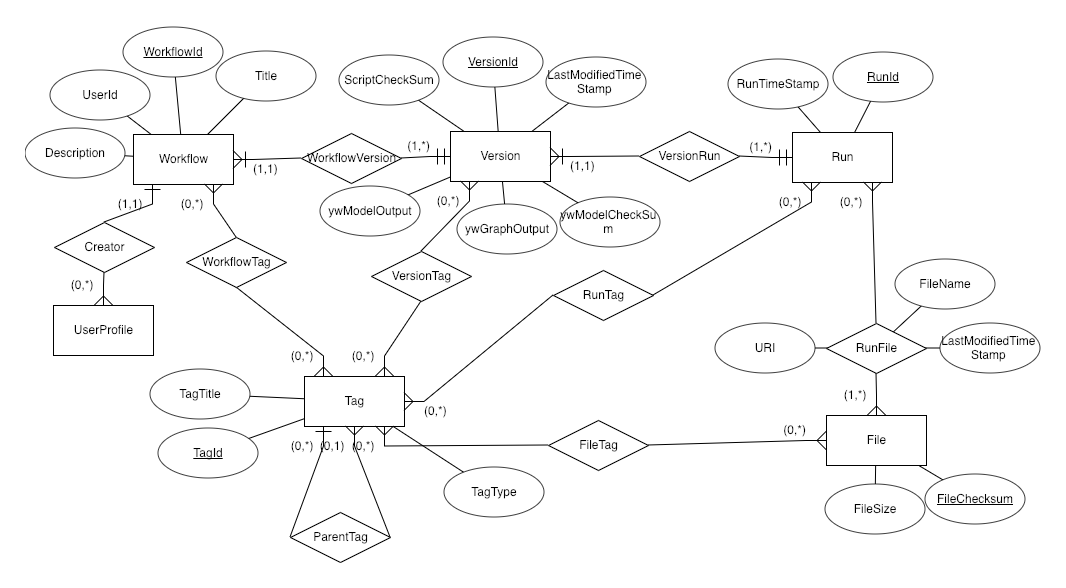 WorkflowId
Title
UserId
Description
Workflow
(1,1)
WorkflowVersion
(1,*)
ScriptCheckSum
VersionId
LastModifiedTime
Stamp
Version
(1,1)
VersionRun
(1,*)
RunTimeStamp
RunId
Run
(1,1)
(0,*)
ywModelOutput
(0,*)
ywGraphOutput
ywModelCheckSu
m
(0,*)
(0,*)
Creator
WorkflowTag
VersionTag
RunTag
(0,*)
UserProfile
FileName
URI
RunFile
LastModifiedTime
Stamp
(0,*)
(0,*)
TagTitle
Tag
(0,*)
(1,*)
TagId
(0,*)
(0,1)
(0,*)
FileTag
(0,*)
File
TagType
FileSize
FileChecksum
ParentTag